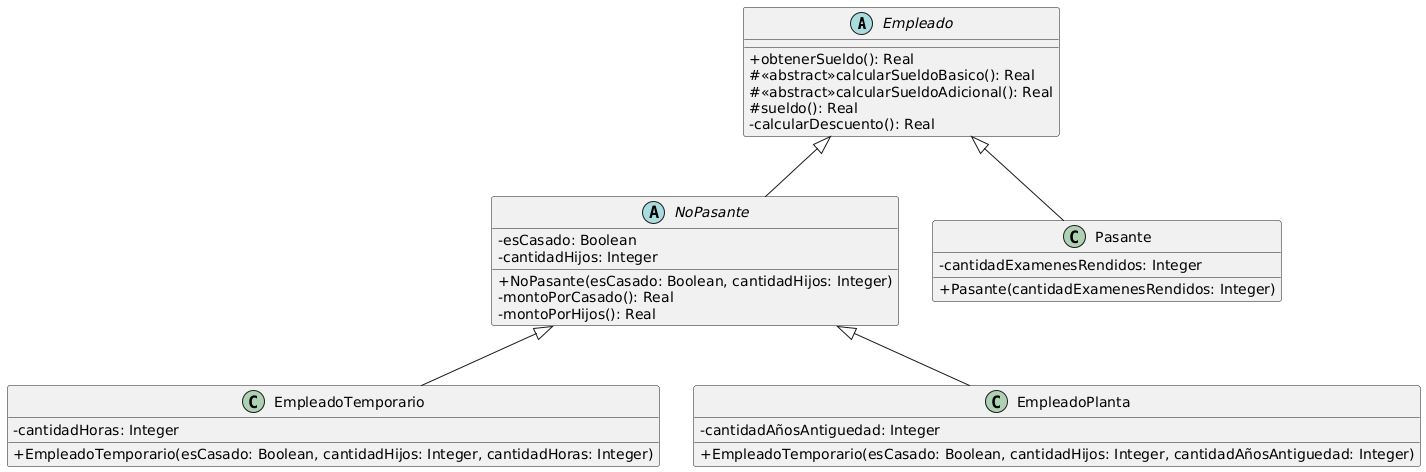 A Empleado
+obtenerSueldo(): Real
#«abstract»calcularSueldoBasico(): Real
#«abstract»calcularSueldoAdicional(): Real
#sueldo(): Real
-calcularDescuento(): Real
A NoPasante
-esCasado: Boolean
-cantidadHijos: Integer
+NoPasante(esCasado: Boolean, cantidadHijos: Integer)
-montoPorCasado(): Real
-montoPorHijos(): Real
C Pasante
-cantidadExamenesRendidos: Integer
+Pasante(cantidadExamenesRendidos: Integer)
C EmpleadoTemporario
-cantidadHoras: Integer
+EmpleadoTemporario(esCasado: Boolean, cantidadHijos: Integer, cantidadHoras: Integer)
C EmpleadoPlanta
-cantidadAñosAntiguedad: Integer
+EmpleadoTemporario(esCasado: Boolean, cantidadHijos: Integer, cantidadAñosAntiguedad: Integer)